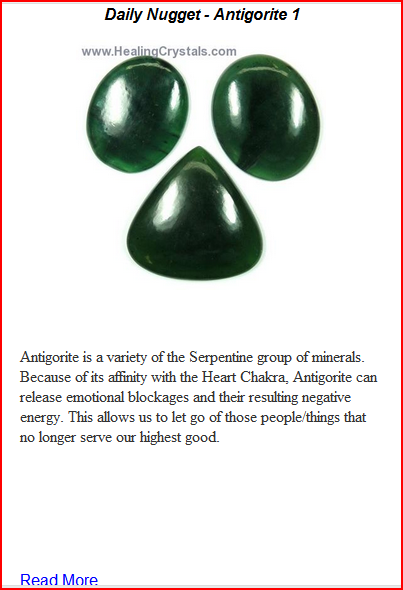 Daily Nugget - Antigorite 1
www.HealingCrystals.com
Antigorite is a variety of the Serpentine group of minerals.
Because of its affinity with the Heart Chakra, Antigorite can
release emotional blockages and their resulting negative
energy. This allows us to let go of those people/things that
no longer serve our highest good.
Read More